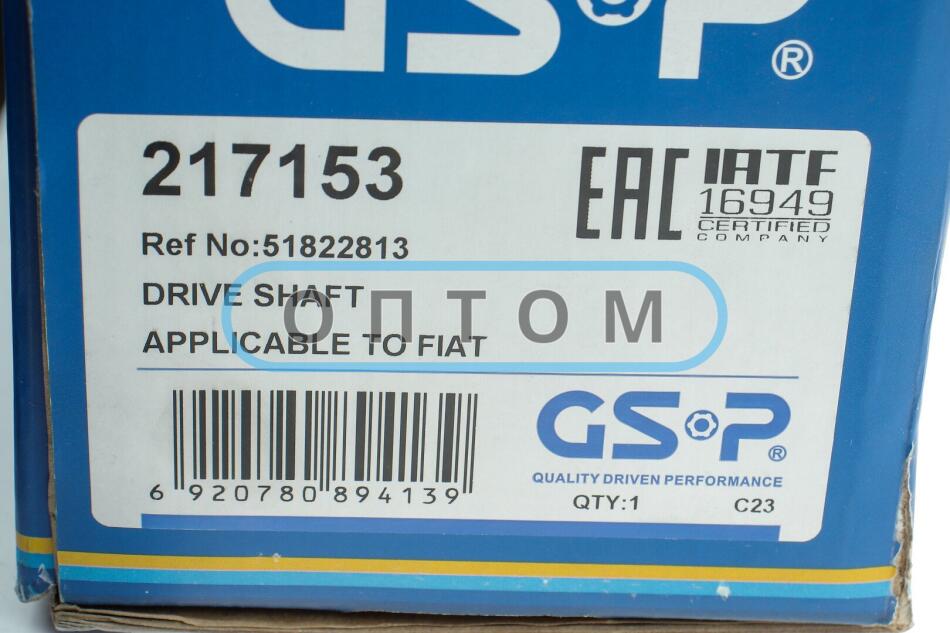 GSP®
217153
EAC
IATF
16949
CERTIFIED
COMPANY
Ref No:51822813
DRIVE SHAFT
ОПТОМ
APPLICABLE TO FIAT
6 920780 894139
GSP®
QUALITY DRIVEN PERFORMANCE
QTY:1 C23